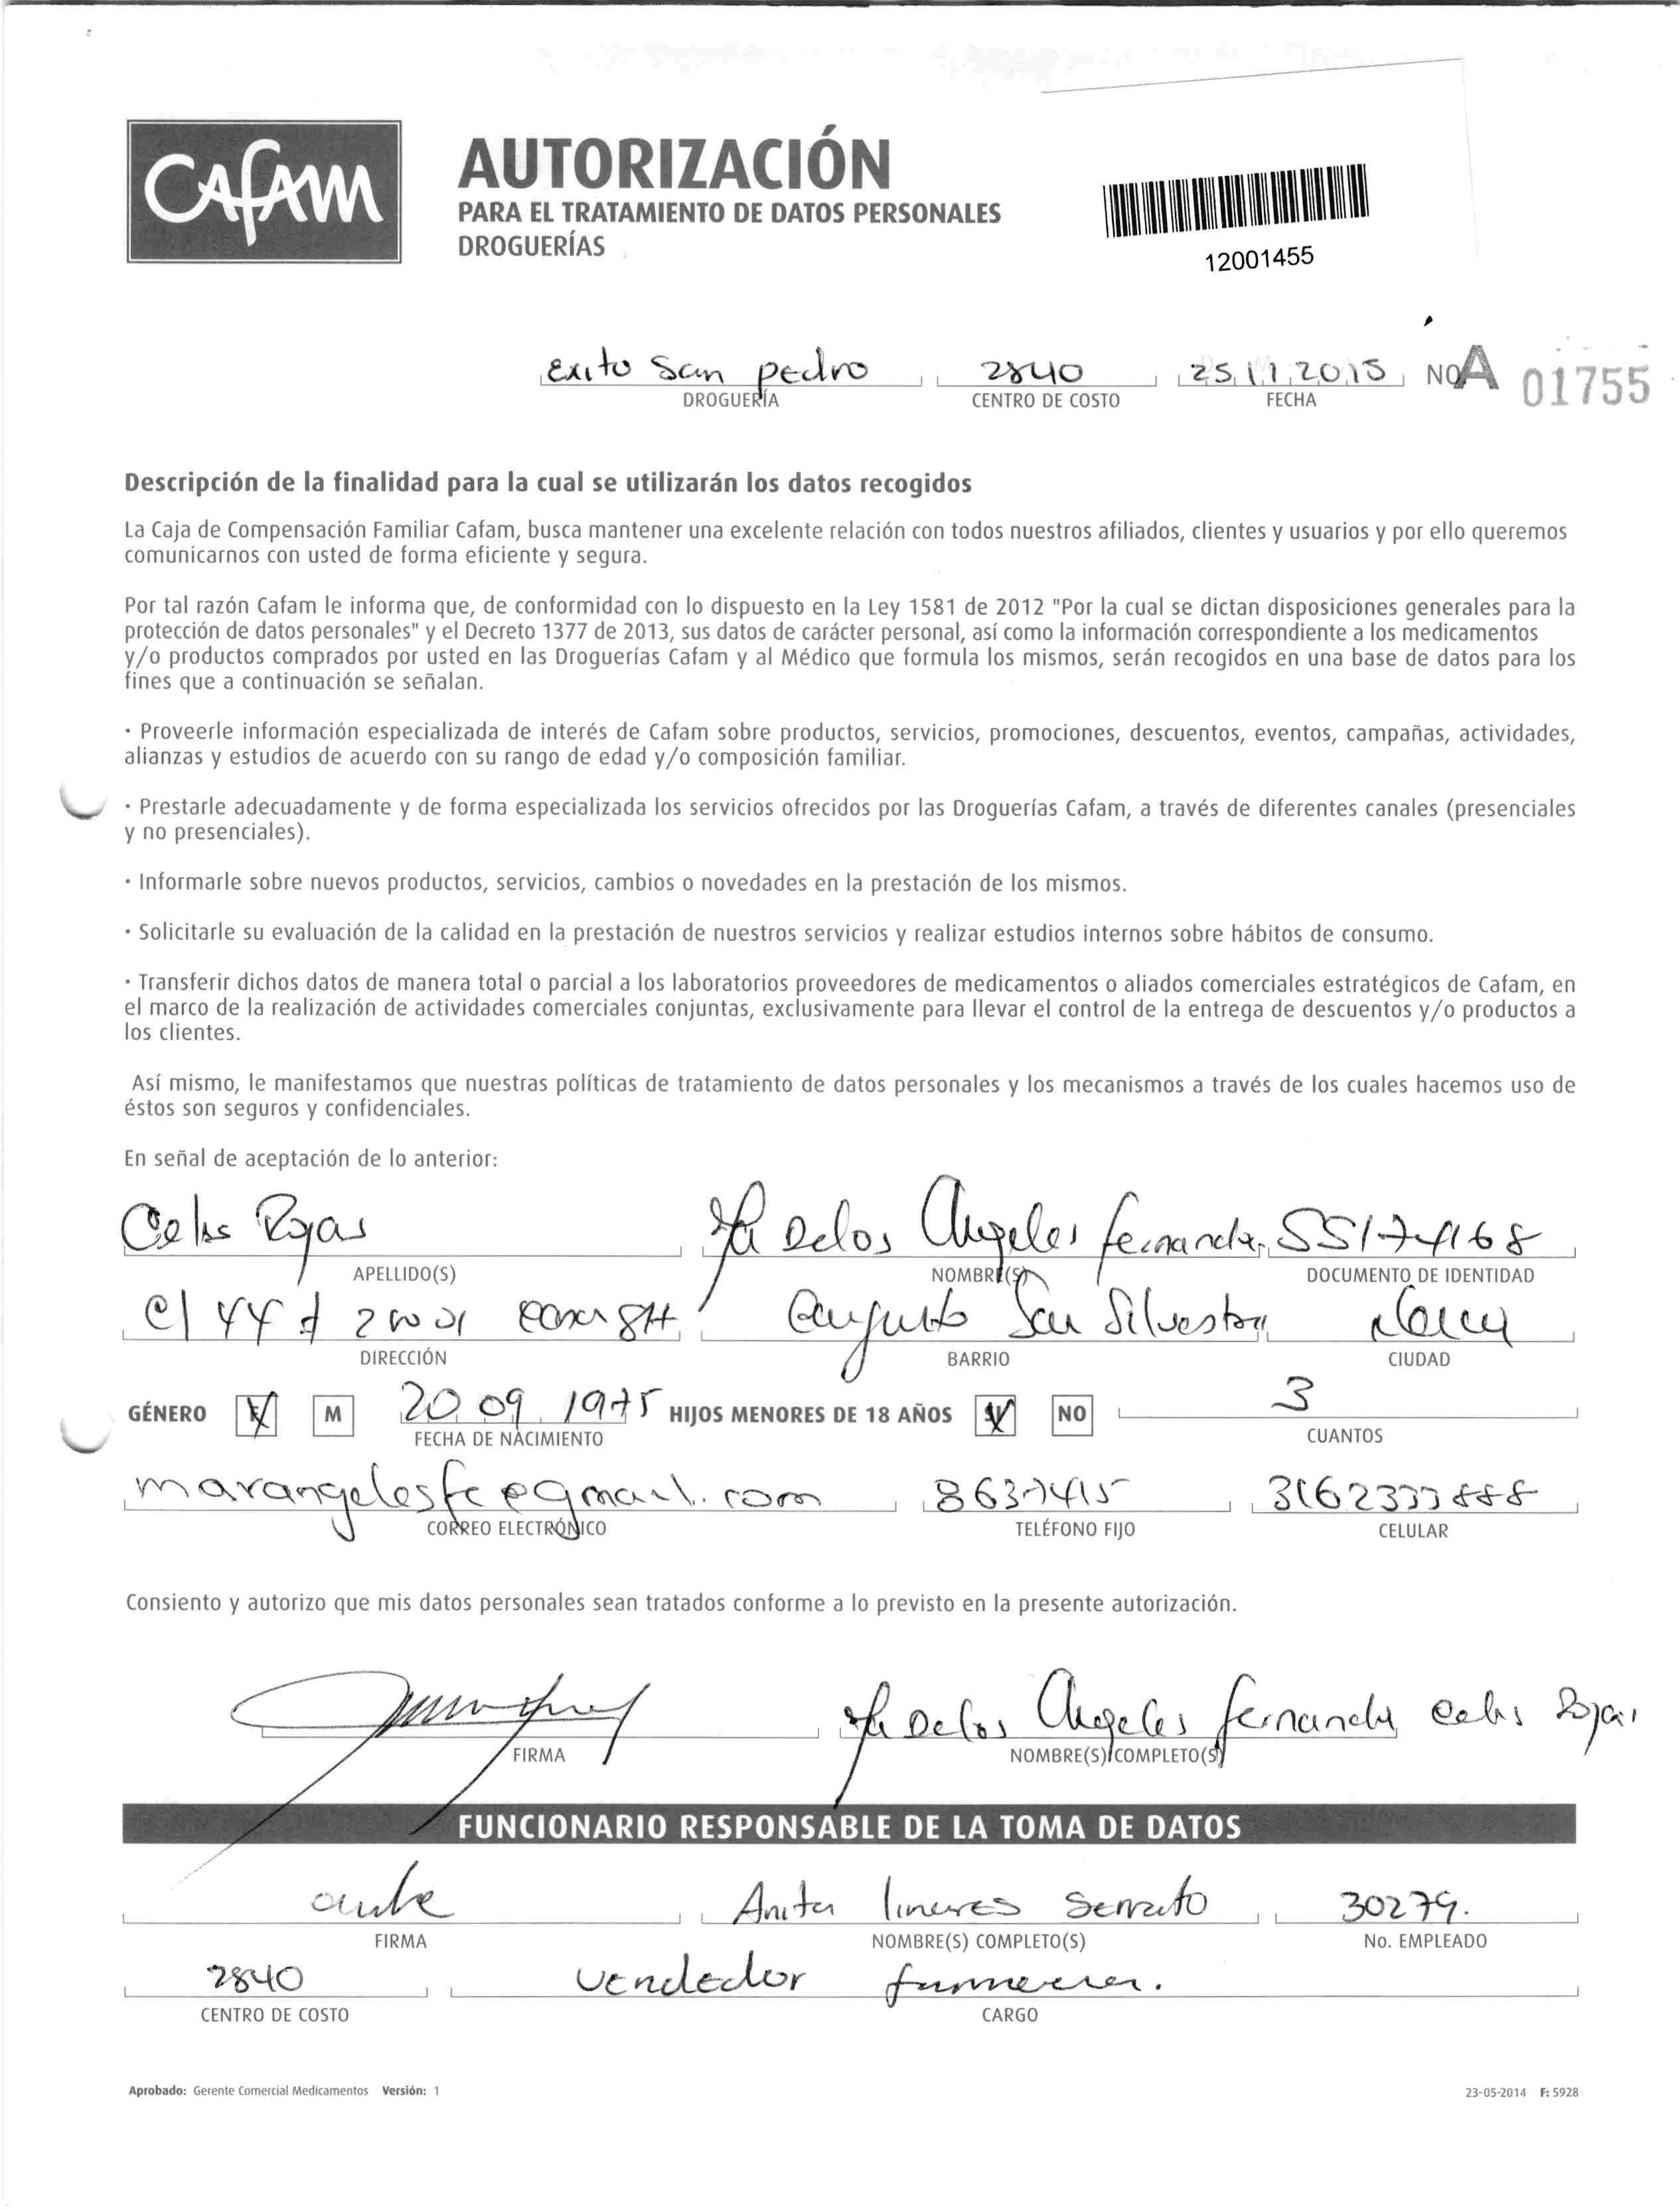 CAFAM
AUTORIZACIÓN
PARA EL TRATAMIENTO DE DATOS PERSONALES
DROGUERÍAS
12001455
Exito San pedro 2840 25 11 2015 NO A 01755
DROGUERÍA CENTRO DE COSTO FECHA
Descripción de la finalidad para la cual se utilizarán los datos recogidos
La Caja de Compensación Familiar Cafam, busca mantener una excelente relación con todos nuestros afiliados, clientes y usuarios y por ello queremos
comunicarnos con usted de forma eficiente y segura.
Por tal razón Cafam le informa que, de conformidad con lo dispuesto en la Ley 1581 de 2012 "Por la cual se dictan disposiciones generales para la
protección de datos personales" y el Decreto 1377 de 2013, sus datos de carácter personal, así como la información correspondiente a los medicamentos
y/o productos comprados por usted en las Droguerías Cafam y al Médico que formula los mismos, serán recogidos en una base de datos para los
fines que a continuación se señalan.
· Proveerle información especializada de interés de Cafam sobre productos, servicios, promociones, descuentos, eventos, campañas, actividades,
alianzas y estudios de acuerdo con su rango de edad y/o composición familiar.
· Prestarle adecuadamente y de forma especializada los servicios ofrecidos por las Droguerías Cafam, a través de diferentes canales (presenciales
y no presenciales).
· Informarle sobre nuevos productos, servicios, cambios o novedades en la prestación de los mismos.
· Solicitarle su evaluación de la calidad en la prestación de nuestros servicios y realizar estudios internos sobre hábitos de consumo.
· Transferir dichos datos de manera total o parcial a los laboratorios proveedores de medicamentos o aliados comerciales estratégicos de Cafam, en
el marco de la realización de actividades comerciales conjuntas, exclusivamente para llevar el control de la entrega de descuentos y/o productos a
los clientes.
Así mismo, le manifestamos que nuestras políticas de tratamiento de datos personales y los mecanismos a través de los cuales hacemos uso de
éstos son seguros y confidenciales.
En señal de aceptación de lo anterior:
Celis Rojas Ma Delos Angeles fernanda 55174168
APELLIDO(S) NOMBRE(S) DOCUMENTO DE IDENTIDAD
Cl 44 San Silvestre Neiva
DIRECCIÓN BARRIO CIUDAD
GÉNERO F M 20 09 1975 HIJOS MENORES DE 18 AÑOS SI NO 3
FECHA DE NACIMIENTO CUANTOS
marangelesfc@gmail.com 8637415 3162333888
CORREO ELECTRÓNICO TELÉFONO FIJO CELULAR
Consiento y autorizo que mis datos personales sean tratados conforme a lo previsto en la presente autorización.
Ma Delos Angeles fernanda Celis Rojas
FIRMA NOMBRE(S) COMPLETO(S)
FUNCIONARIO RESPONSABLE DE LA TOMA DE DATOS
Anita linares Serrato 30279.
FIRMA NOMBRE(S) COMPLETO(S) No. EMPLEADO
2840 Vendedor
CENTRO DE COSTO CARGO
Aprobado: Gerente Comercial Medicamentos Versión: 1 23-05-2014 F: 5928